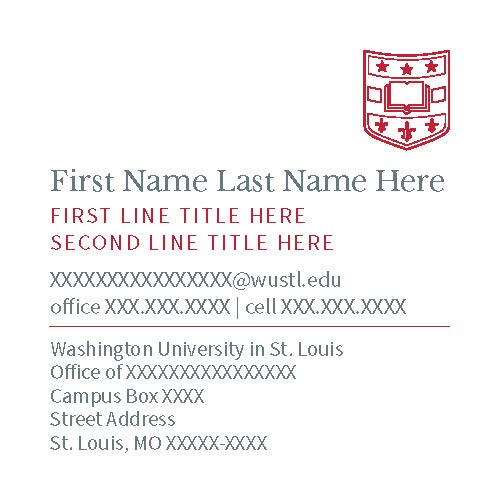 First Name Last Name Here
FIRST LINE TITLE HERE
SECOND LINE TITLE HERE
XXXXXXXXXXXXXXXX@wustl.edu
office XXX.XXX.XXXX | cell XXX.XXX.XXXX
Washington University in St. Louis
Office of XXXXXXXXXXXXXXXX
Campus Box XXXX
Street Address
St. Louis, MO XXXXX-XXXX